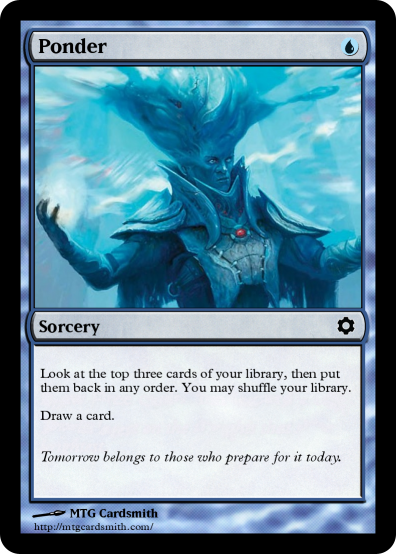 Ponder
Sorcery
Look at the top three cards of your library, then put
them back in any order. You may shuffle your library.
Draw a card.
Tomorrow belongs to those who prepare for it today.
MTG Cardsmith
http://mtgcardsmith.com/